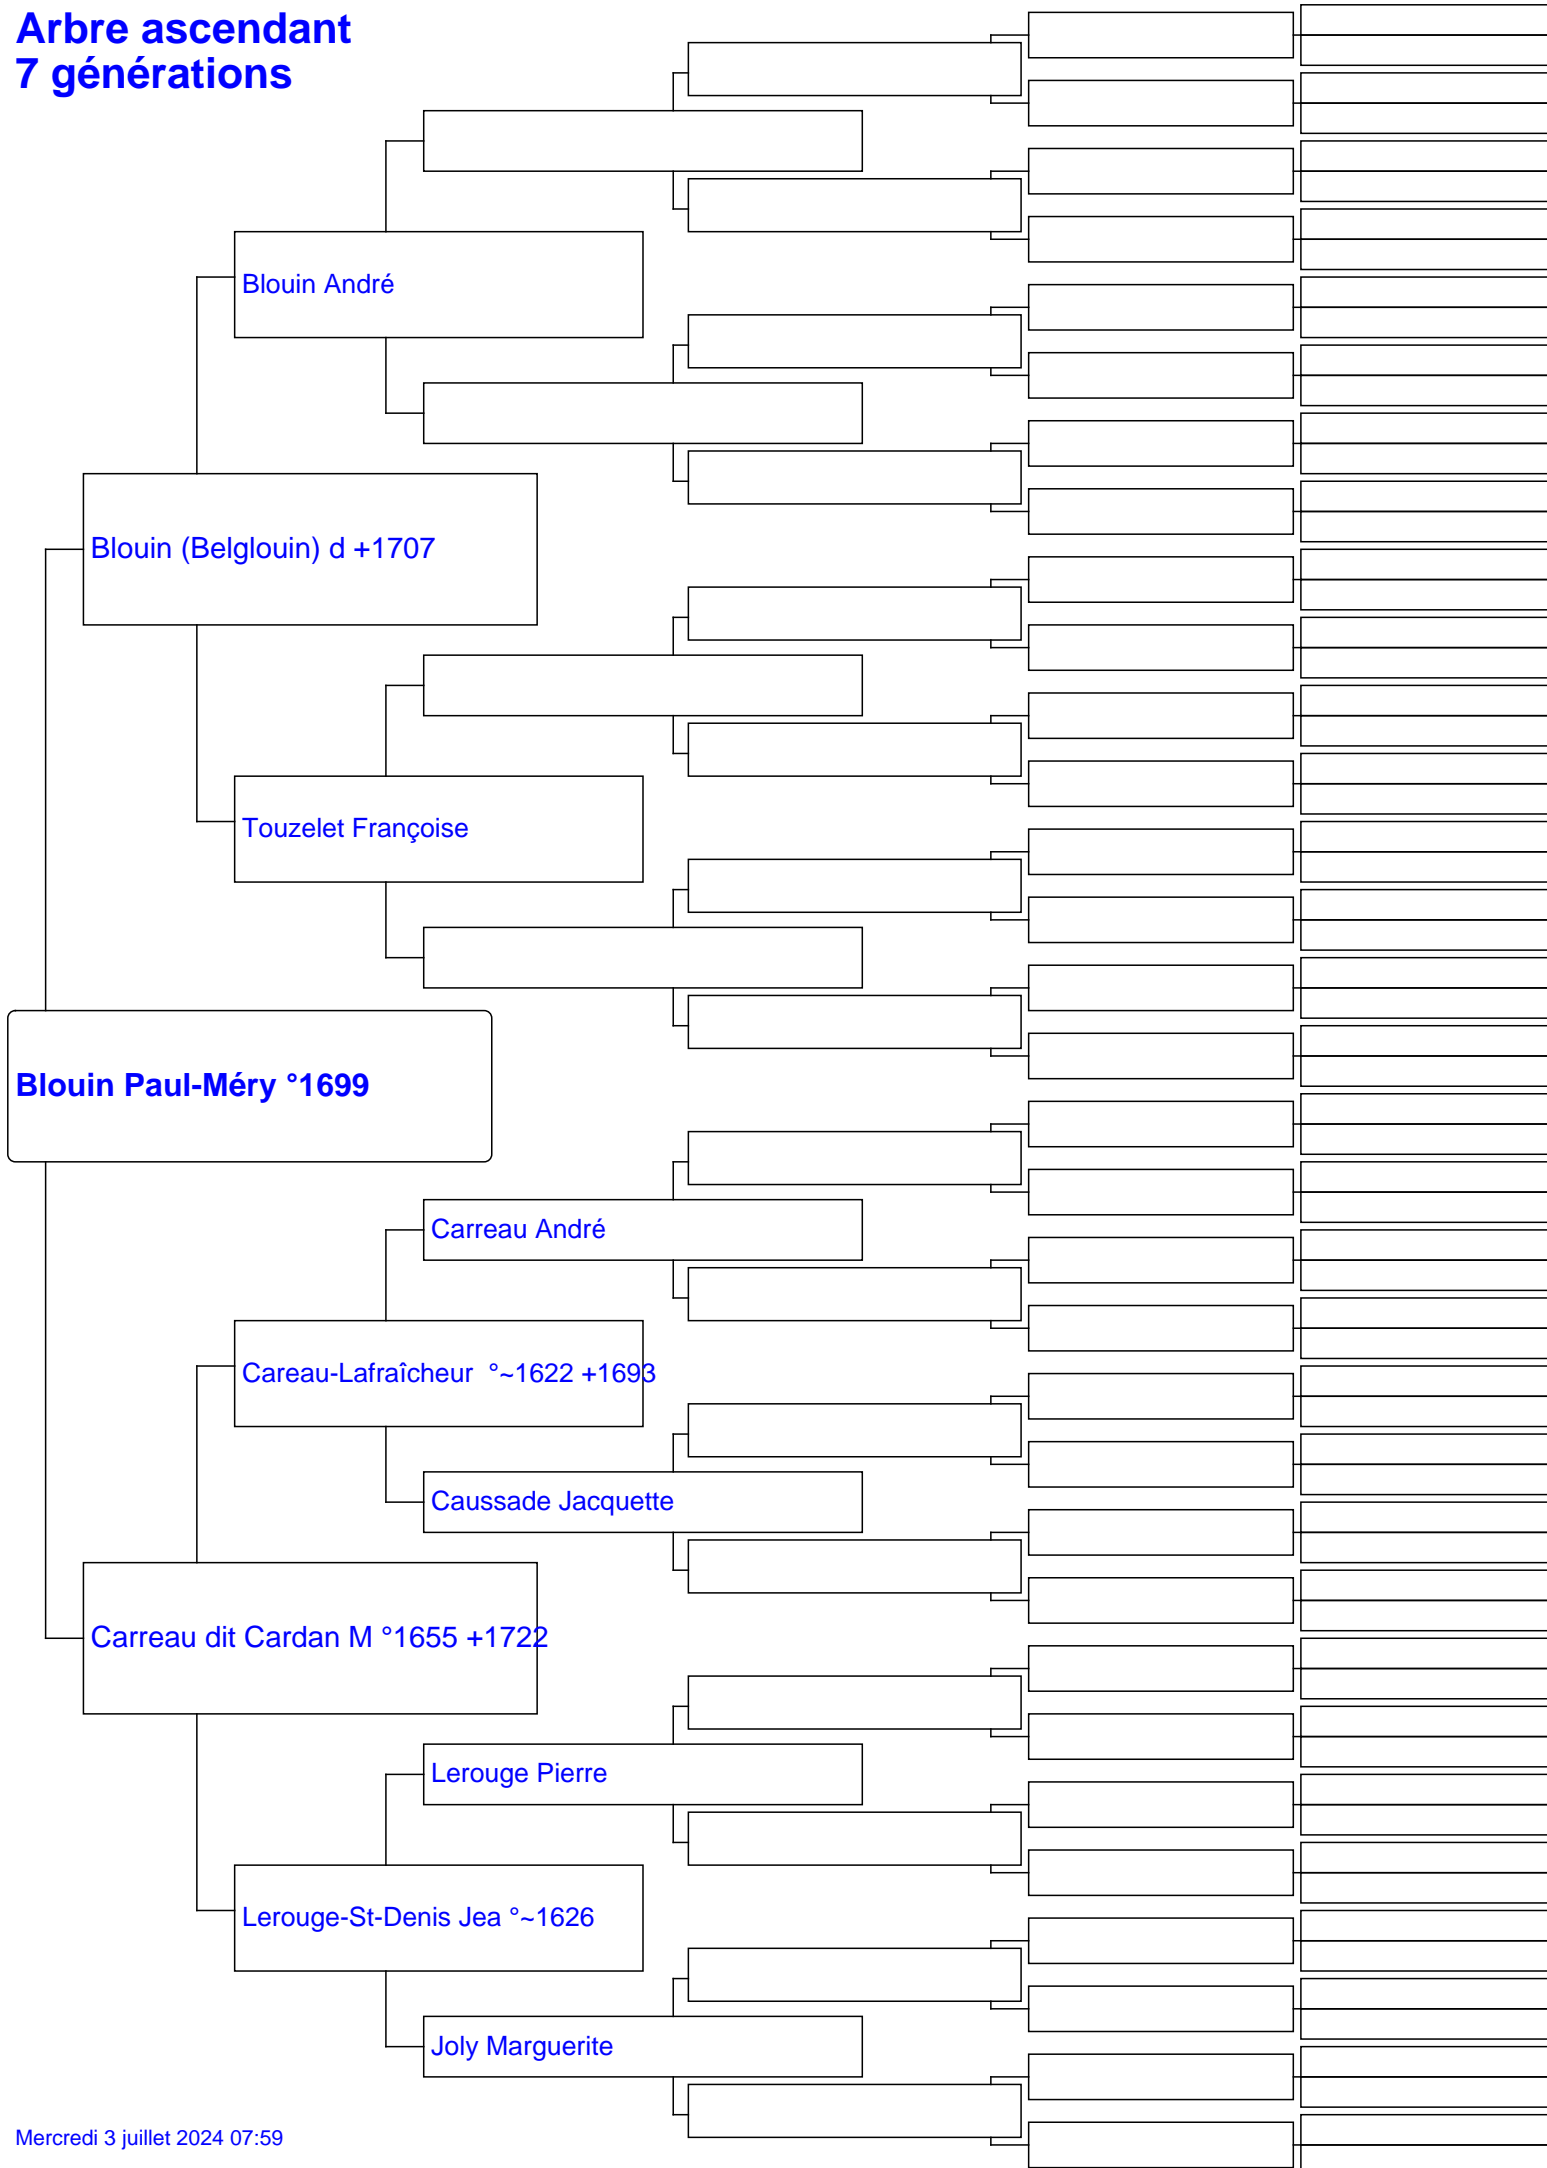 Arbre ascendant
7 générations
Blouin André
Blouin (Belglouin) d +1707
Touzelet Françoise
Blouin Paul-Méry °1699
Carreau André
Careau-Lafraîcheur  °~1622 +1693
Caussade Jacquette
Carreau dit Cardan M °1655 +1722
Lerouge Pierre
Lerouge-St-Denis Jea °~1626
Joly Marguerite
Mercredi 3 juillet 2024 07:59